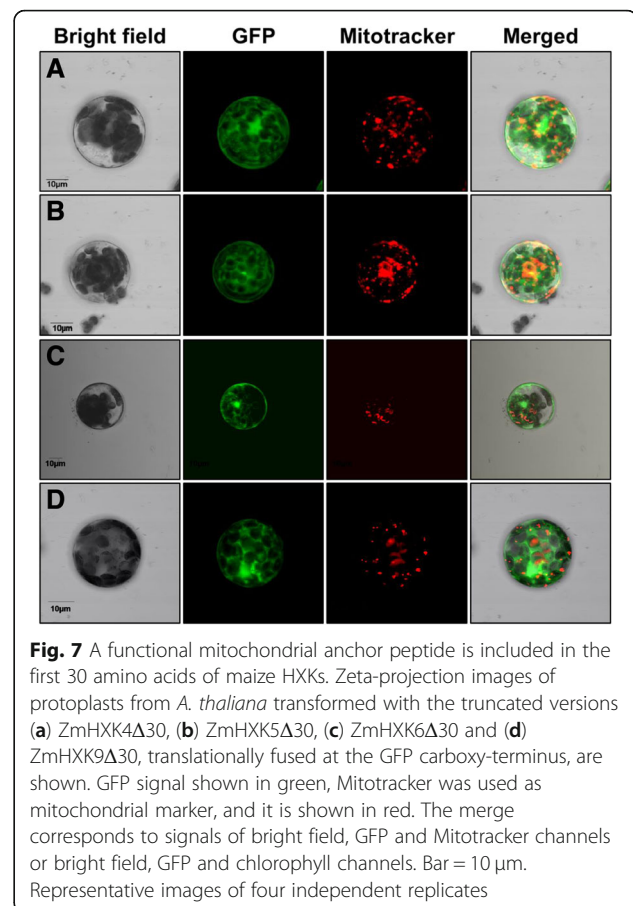 Bright field GFP Mitotracker Merged
A
10µm
B
10µm
C
10µm
D
10µm
Fig. 7 A functional mitochondrial anchor peptide is included in the
first 30 amino acids of maize HXKs. Zeta-projection images of
protoplasts from A. thaliana transformed with the truncated versions
(a) ZmHXK4Δ30, (b) ZmHXK5Δ30, (c) ZmHXK6Δ30 and (d)
ZmHXK9Δ30, translationally fused at the GFP carboxy-terminus, are
shown. GFP signal shown in green, Mitotracker was used as
mitochondrial marker, and it is shown in red. The merge
corresponds to signals of bright field, GFP and Mitotracker channels
or bright field, GFP and chlorophyll channels. Bar = 10 μm.
Representative images of four independent replicates